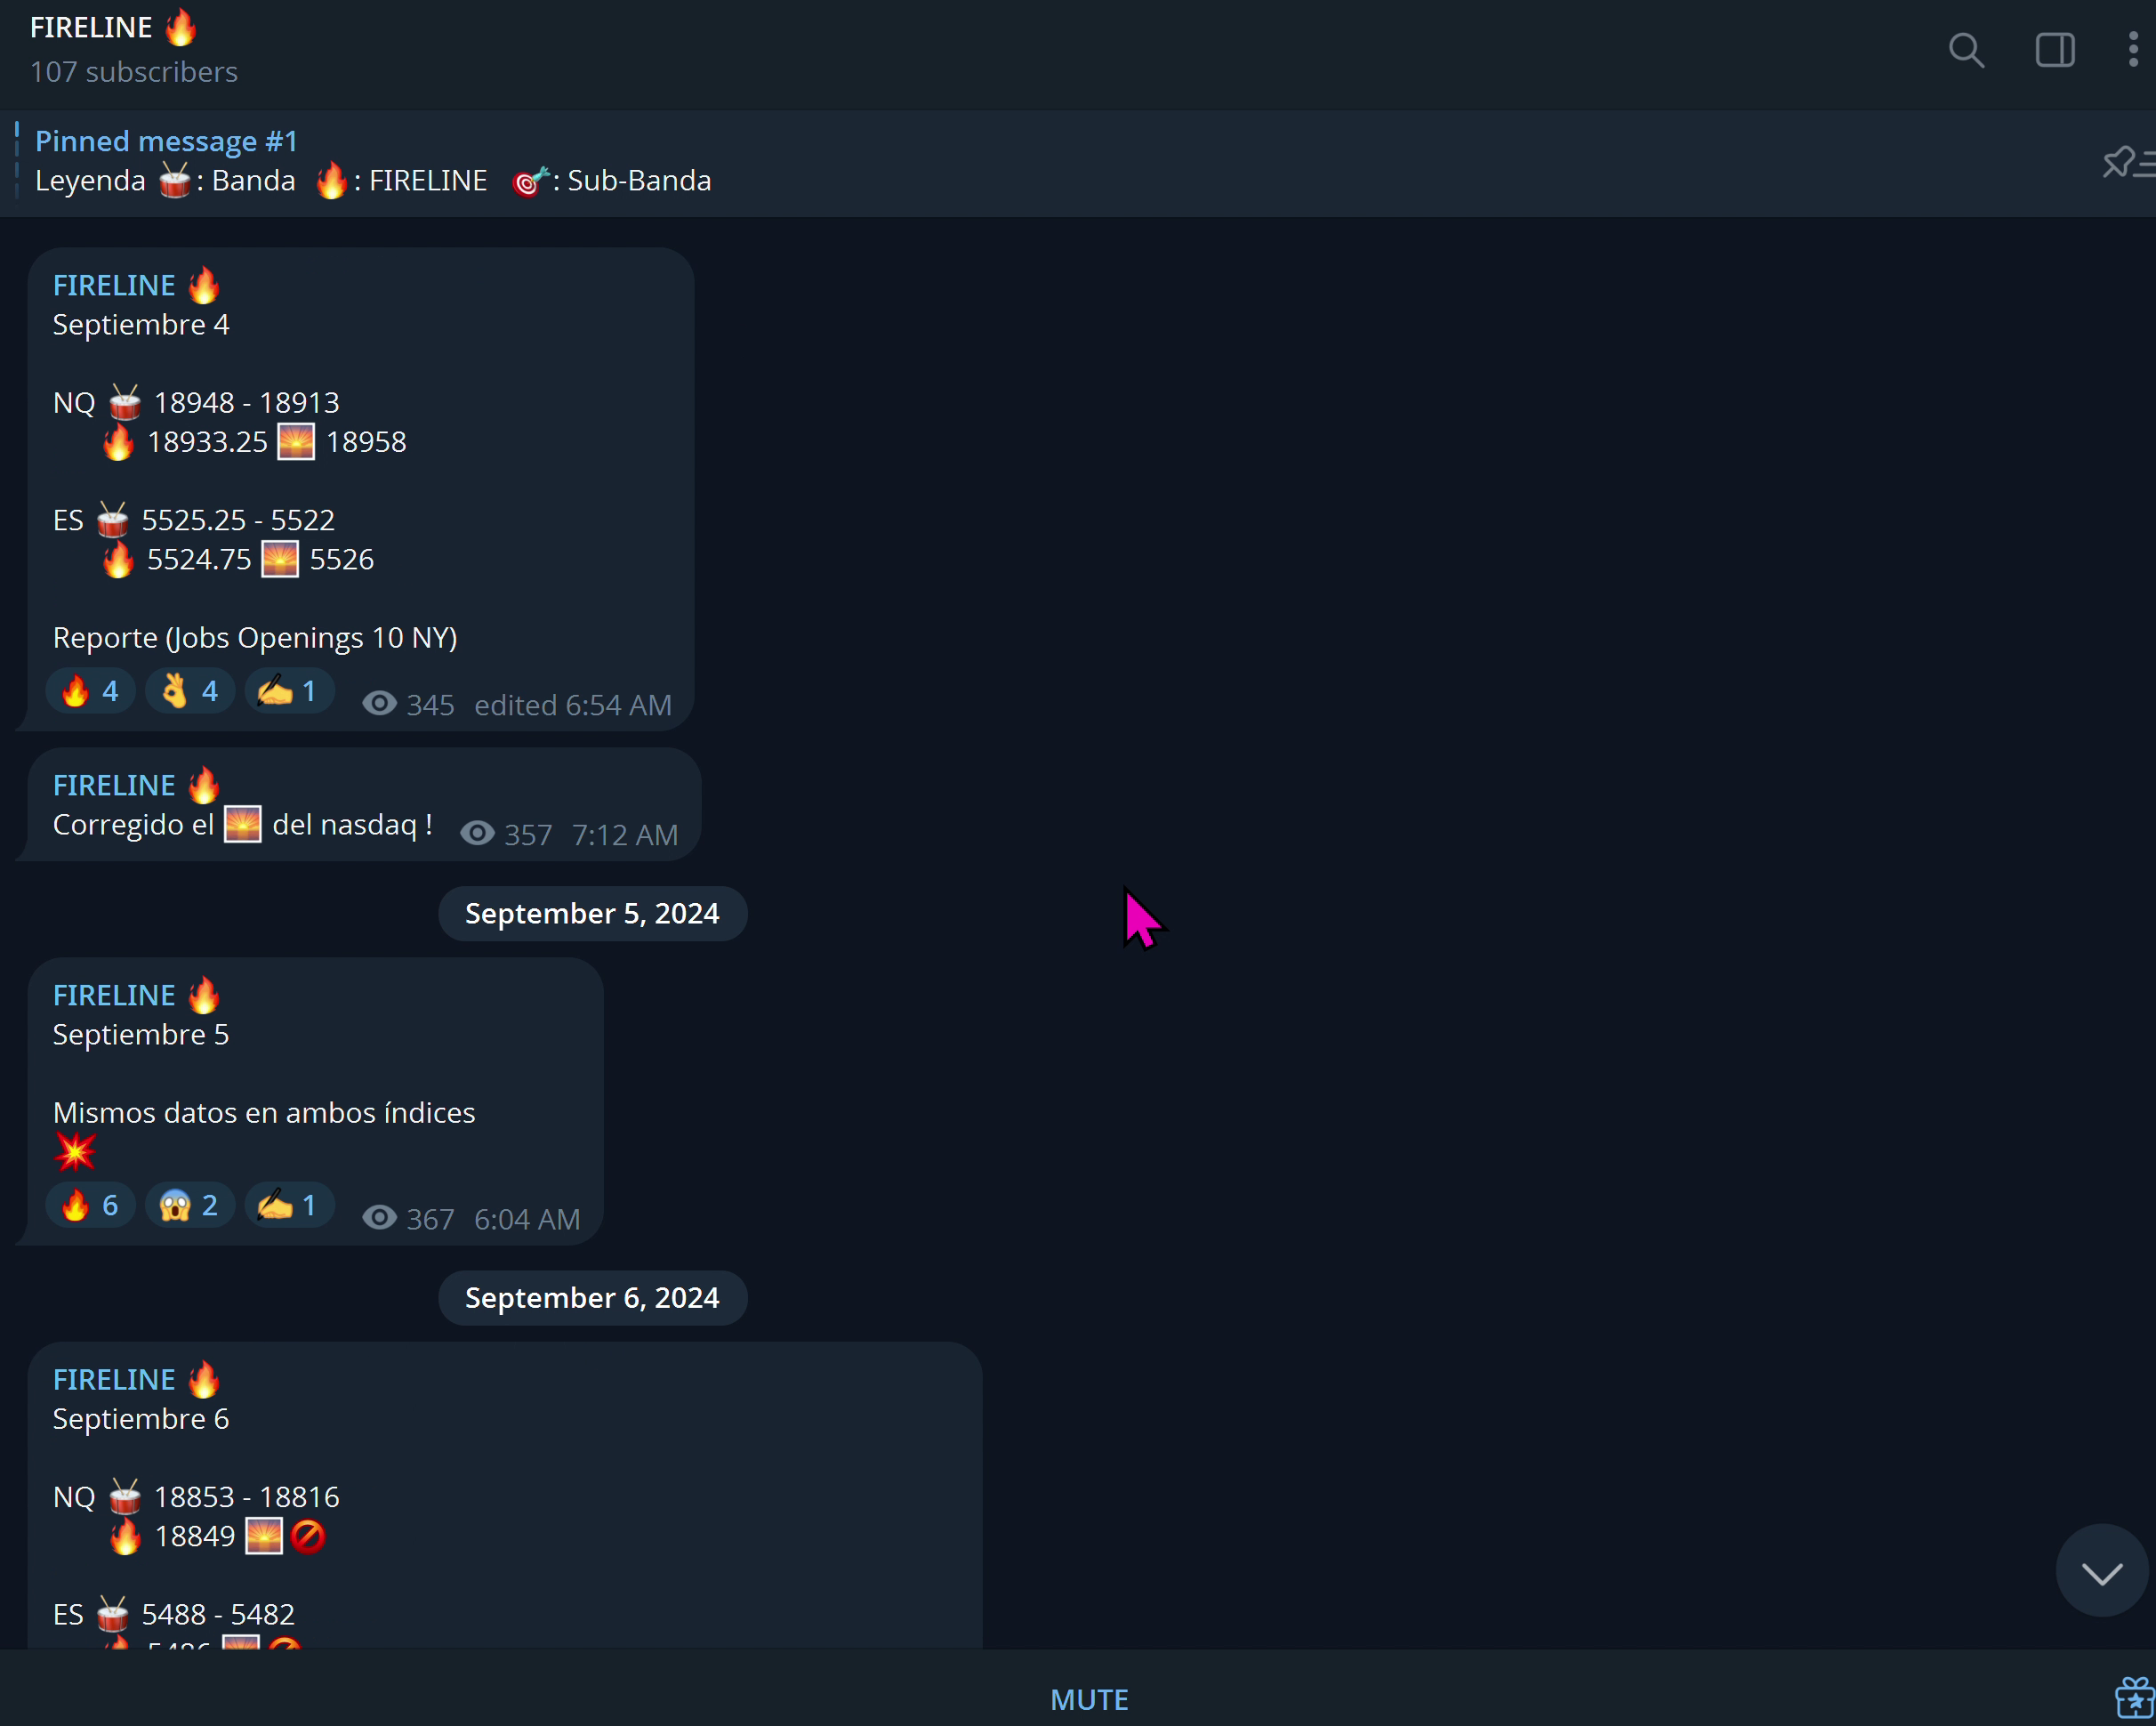 FIRELINE 🔥
107 subscribers
Pinned message #1
Leyenda 🥁: Banda 🔥: FIRELINE 🎯: Sub-Banda
FIRELINE 🔥
Septiembre 4
NQ 🥁 18948 - 18913
🔥 18933.25 🌅 18958
ES 🥁 5525.25 - 5522
🔥 5524.75 🌅 5526
Reporte (Jobs Openings 10 NY)
🔥 4 👌 4 ✍️ 1 345 edited 6:54 AM
FIRELINE 🔥
Corregido el 🌅 del nasdaq ! 357 7:12 AM
September 5, 2024
FIRELINE 🔥
Septiembre 5
Mismos datos en ambos índices
💥
🔥 6 😱 2 ✍️ 1 367 6:04 AM
September 6, 2024
FIRELINE 🔥
Septiembre 6
NQ 🥁 18853 - 18816
🔥 18849 🌅🚫
ES 🥁 5488 - 5482
MUTE